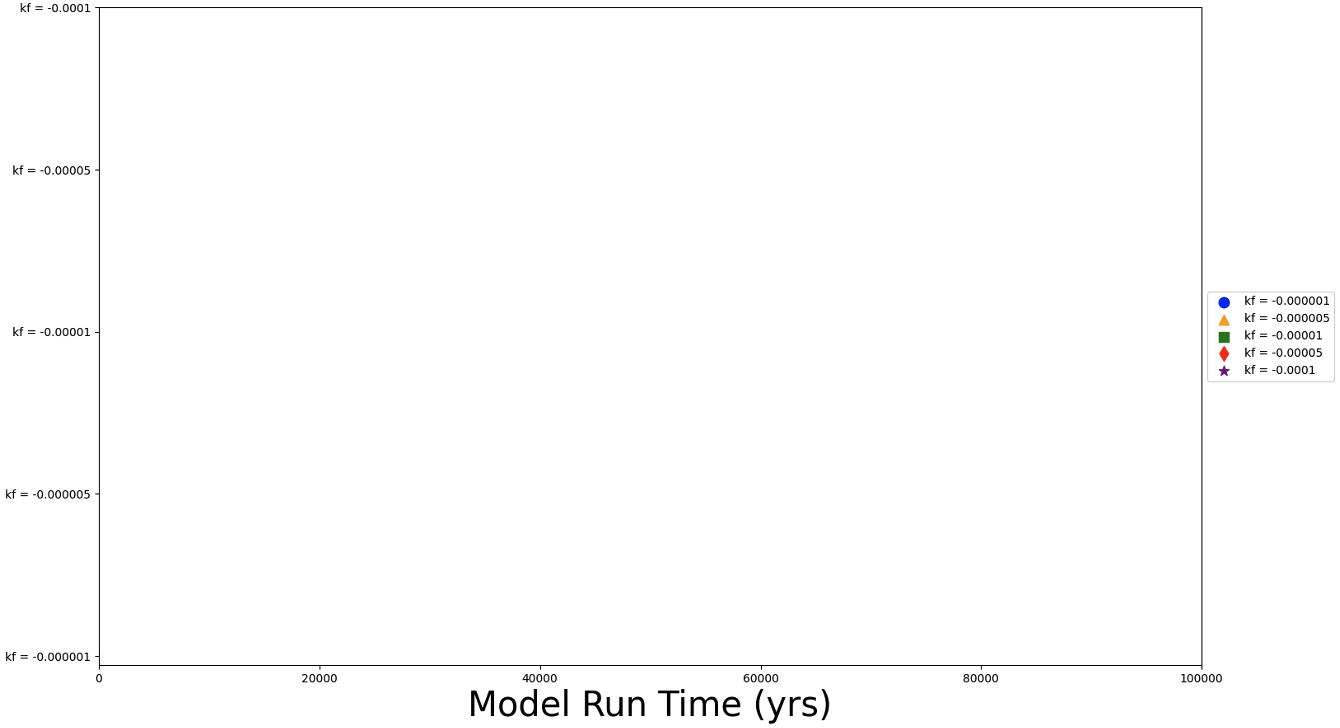 kf = -0.0001
kf = -0.00005
kf = -0.00001
kf = -0.000005
kf = -0.000001
0 20000 40000 60000 80000 100000
Model Run Time (yrs)
kf = -0.000001
kf = -0.000005
kf = -0.00001
kf = -0.00005
kf = -0.0001